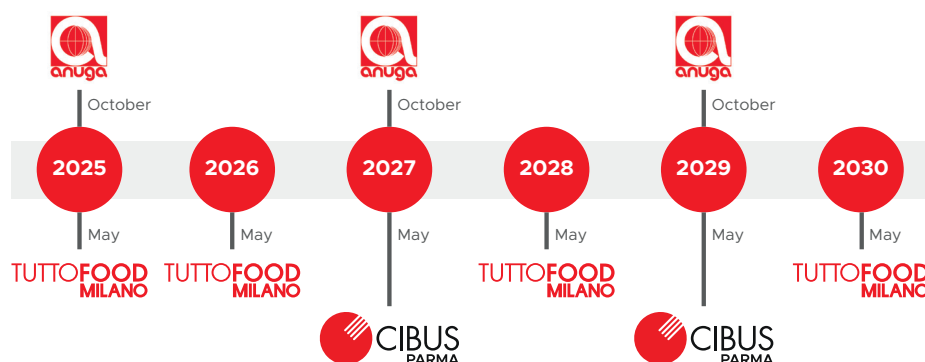 anuga
anuga
anuga
October
October
October
2025
2026
2027
2028
2029
2030
May
May
May
May
May
May
TUTTOFOOD
MILANO
TUTTOFOOD
MILANO
TUTTOFOOD
MILANO
TUTTOFOOD
MILANO
CIBUS
PARMA
CIBUS
PARMA